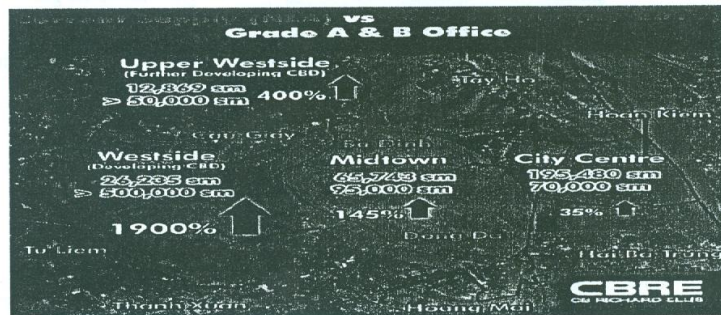 vs
Grade A & B Office
Upper Westside
(Further Developing CBD)
12,869 sm
> 50,000 sm
400%
Tay Ho
Hoan Kiem
Cau Giay
Ba Dinh
Westside
(Developing CBD)
26,235 sm
> 500,000 sm
1900%
Midtown
65,743 sm
95,000 sm
145%
City Centre
195,480 sm
70,000 sm
35%
Tu Liem
Dong Da
Hai Ba Trung
Thanh Xuan
Hoang Mai
CBRE
CB RICHARD ELLIS